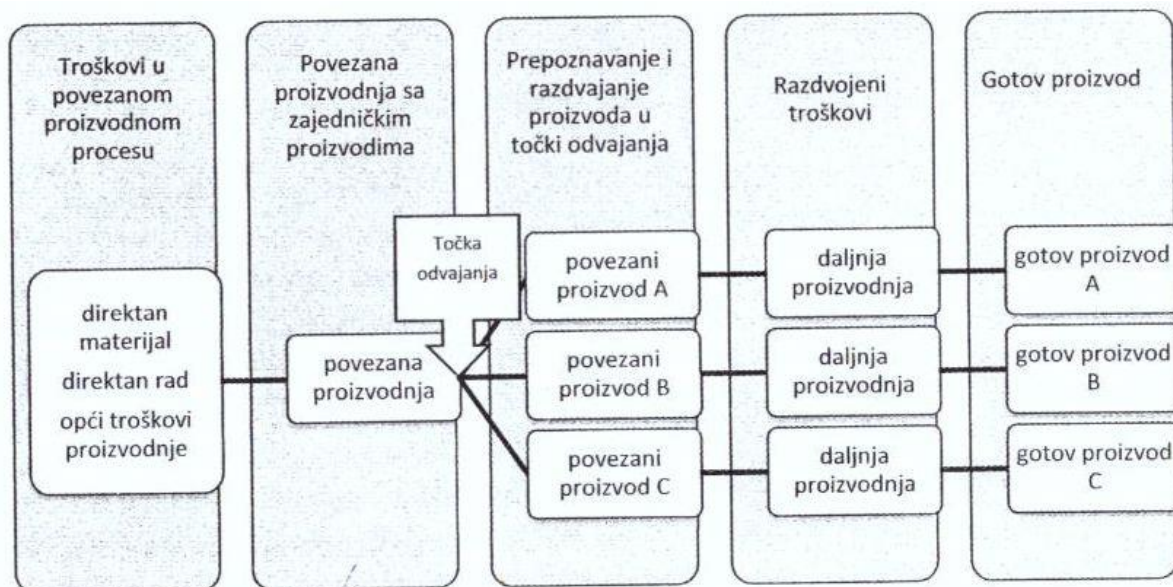 Troškovi u
povezanom
proizvodnom
procesu
Povezana
proizvodnja sa
zajedničkim
proizvodima
Prepoznavanje i
razdvajanje
proizvoda u
točki odvajanja
Razdvojeni
troškovi
Gotov proizvod
direktan
materijal
direktan rad
opći troškovi
proizvodnje
povezana
proizvodnja
Točka
odvajanja
povezani
proizvod A
daljnja
proizvodnja
gotov proizvod
A
povezani
proizvod B
daljnja
proizvodnja
gotov proizvod
B
povezani
proizvod C
daljnja
proizvodnja
gotov proizvod
C